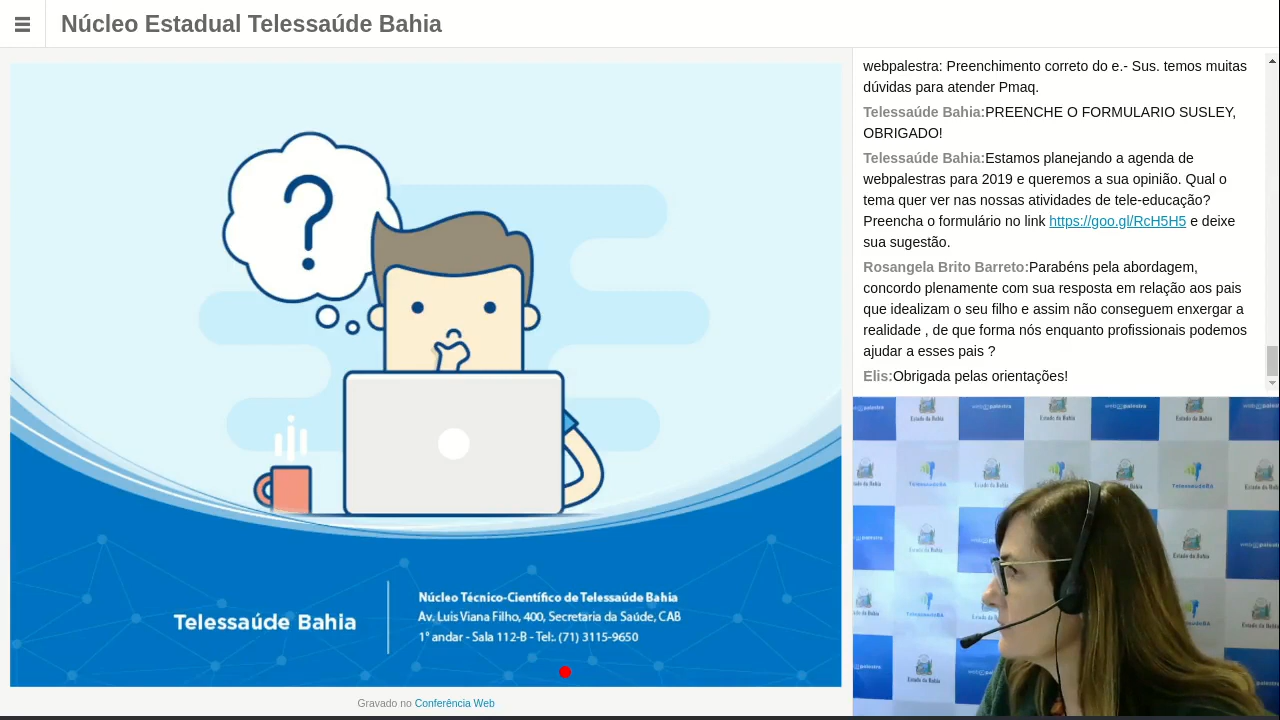 Núcleo Estadual Telessaúde Bahia
webpalestra: Preenchimento correto do e.- Sus. temos muitas
dúvidas para atender Pmaq.
Telessaúde Bahia:PREENCHE O FORMULARIO SUSLEY,
OBRIGADO!
Telessaúde Bahia:Estamos planejando a agenda de
webpalestras para 2019 e queremos a sua opinião. Qual o
tema quer ver nas nossas atividades de tele-educação?
Preencha o formulário no link https://goo.gl/RcH5H5 e deixe
sua sugestão.
Rosangela Brito Barreto:Parabéns pela abordagem,
concordo plenamente com sua resposta em relação aos pais
que idealizam o seu filho e assim não conseguem enxergar a
realidade , de que forma nós enquanto profissionais podemos
ajudar a esses pais ?
Elis:Obrigada pelas orientações!
?
Telessaúde Bahia
Núcleo Técnico-Científico de Telessaúde Bahia
Av. Luis Viana Filho, 400, Secretaria da Saúde, CAB
1º andar - Sala 112-B - Tel:. (71) 3115-9650
Gravado no Conferência Web